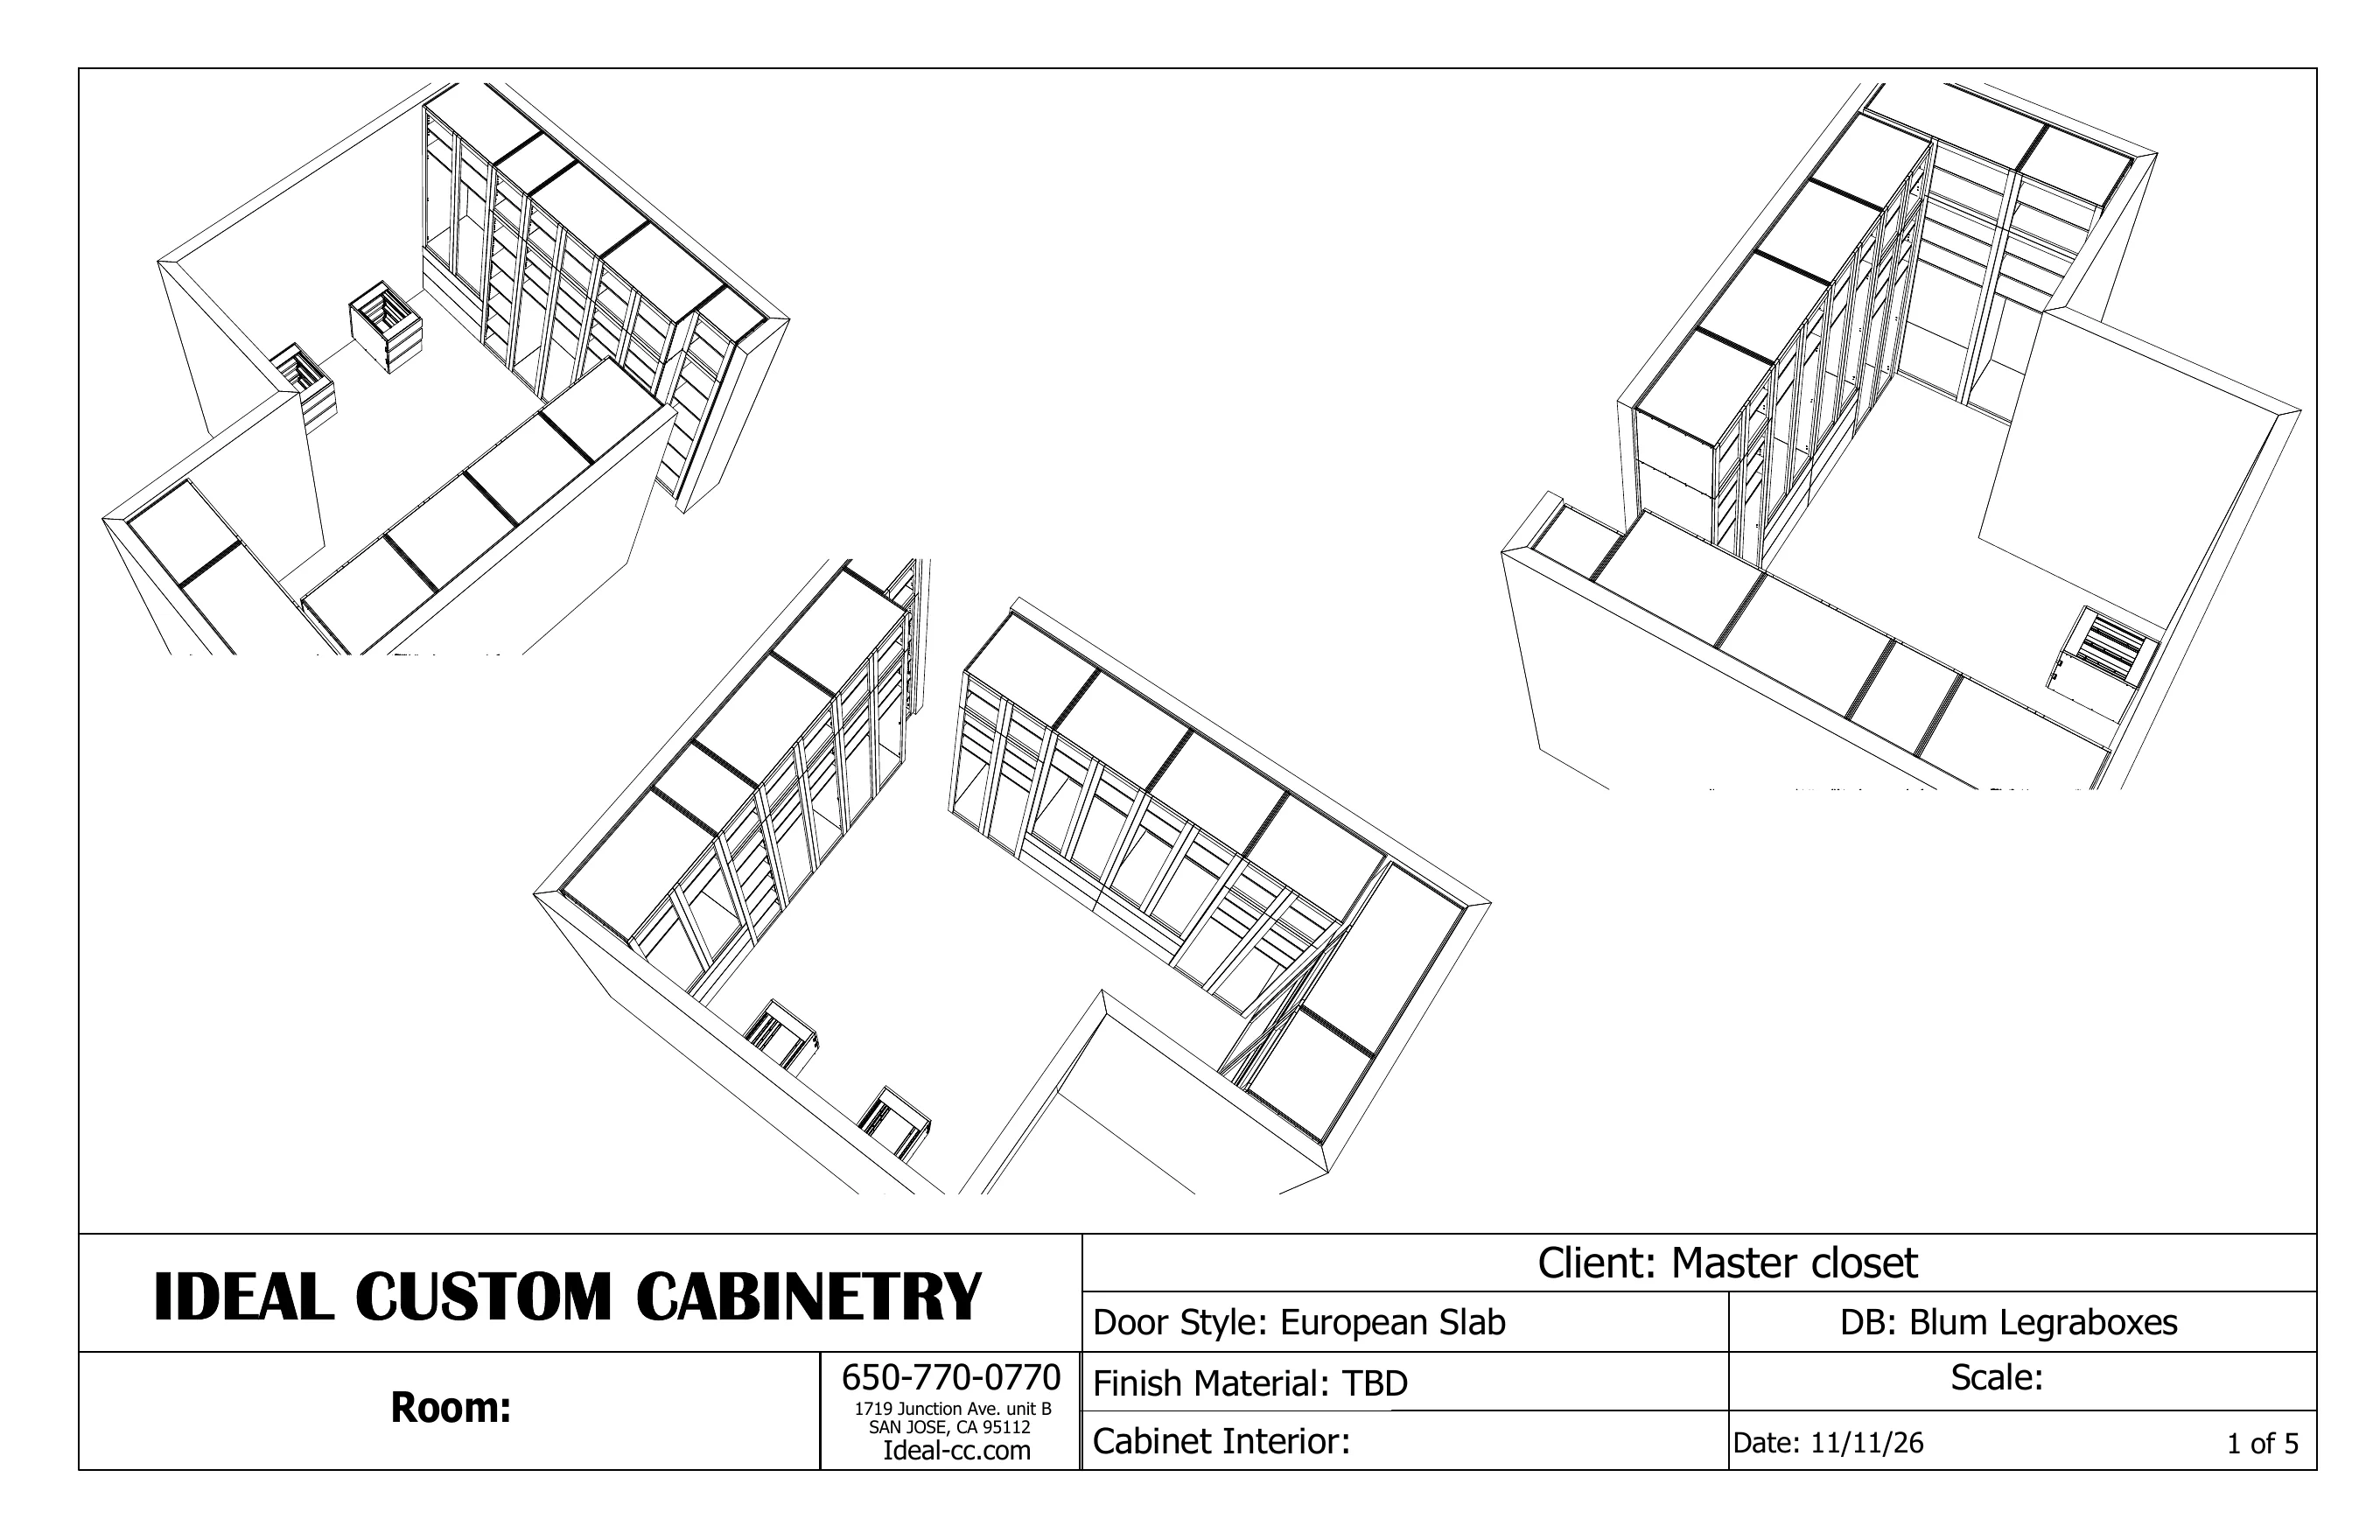 IDEAL CUSTOM CABINETRY
Client: Master closet
Door Style: European Slab
DB: Blum Legraboxes
Room:
650-770-0770
1719 Junction Ave. unit B
SAN JOSE, CA 95112
Ideal-cc.com
Finish Material: TBD
Scale:
Cabinet Interior:
Date: 11/11/26
1 of 5